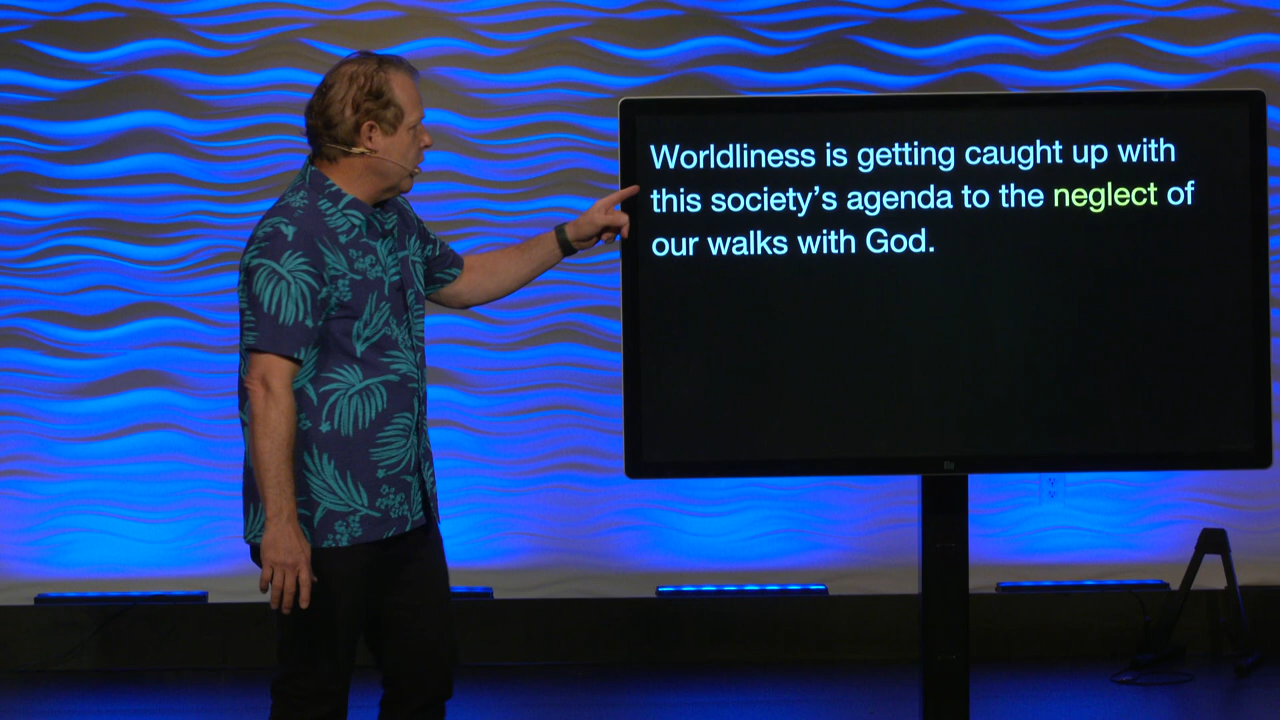 Worldliness is getting caught up with
this society’s agenda to the neglect of
our walks with God.